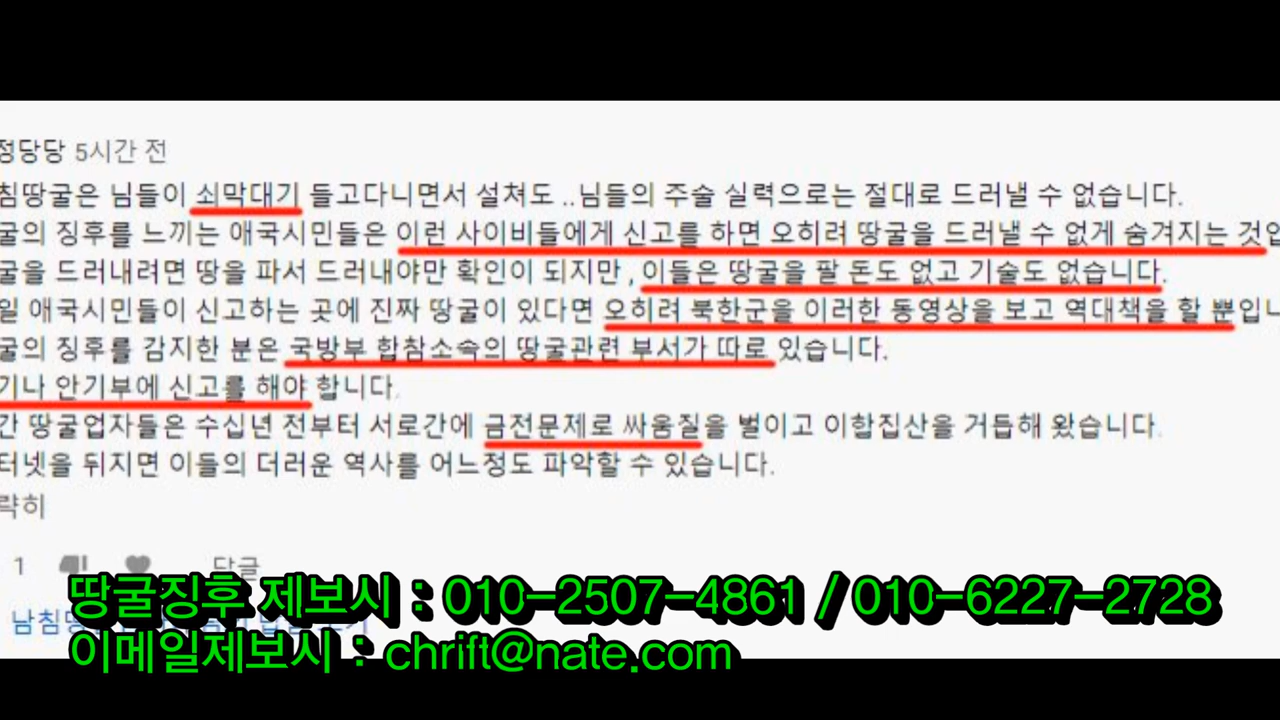 정당당 5시간 전
침땅굴은 님들이 쇠막대기 들고다니면서 설쳐도 ..님들의 주술 실력으로는 절대로 드러낼 수 없습니다.
굴의 징후를 느끼는 애국시민들은 이런 사이비들에게 신고를 하면 오히려 땅굴을 드러낼 수 없게 숨겨지는 것입
굴을 드러내려면 땅을 파서 드러내야만 확인이 되지만 , 이들은 땅굴을 팔 돈도 없고 기술도 없습니다.
일 애국시민들이 신고하는 곳에 진짜 땅굴이 있다면 오히려 북한군을 이러한 동영상을 보고 역대책을 할 뿐입니
굴의 징후를 감지한 분은 국방부 합참소속의 땅굴관련 부서가 따로 있습니다.
기나 안기부에 신고를 해야 합니다.
간 땅굴업자들은 수십년 전부터 서로간에 금전문제로 싸움질을 벌이고 이합집산을 거듭해 왔습니다.
터넷을 뒤지면 이들의 더러운 역사를 어느정도 파악할 수 있습니다.
략히
1 답글
땅굴징후 제보시 : 010-2507-4861 / 010-6227-2728
이메일제보시 : chrift@nate.com